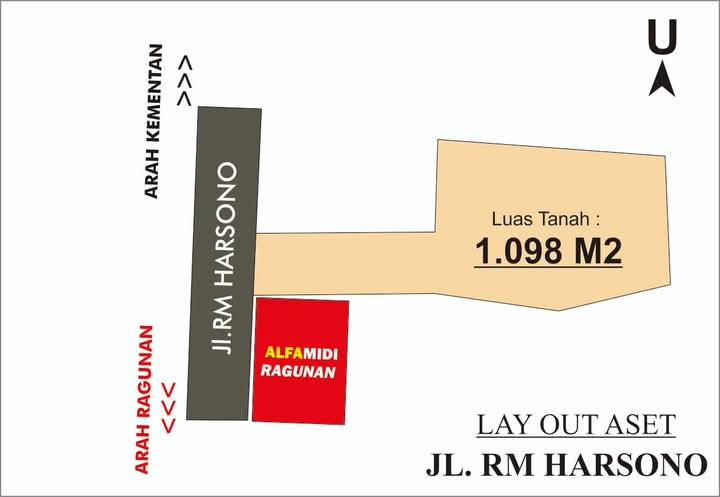 U
ARAH KEMENTAN
>>>
Jl.RM HARSONO
Luas Tanah :
1.098 M2
ARAH RAGUNAN
<<<
ALFAMIDI
RAGUNAN
LAY OUT ASET
JL. RM HARSONO